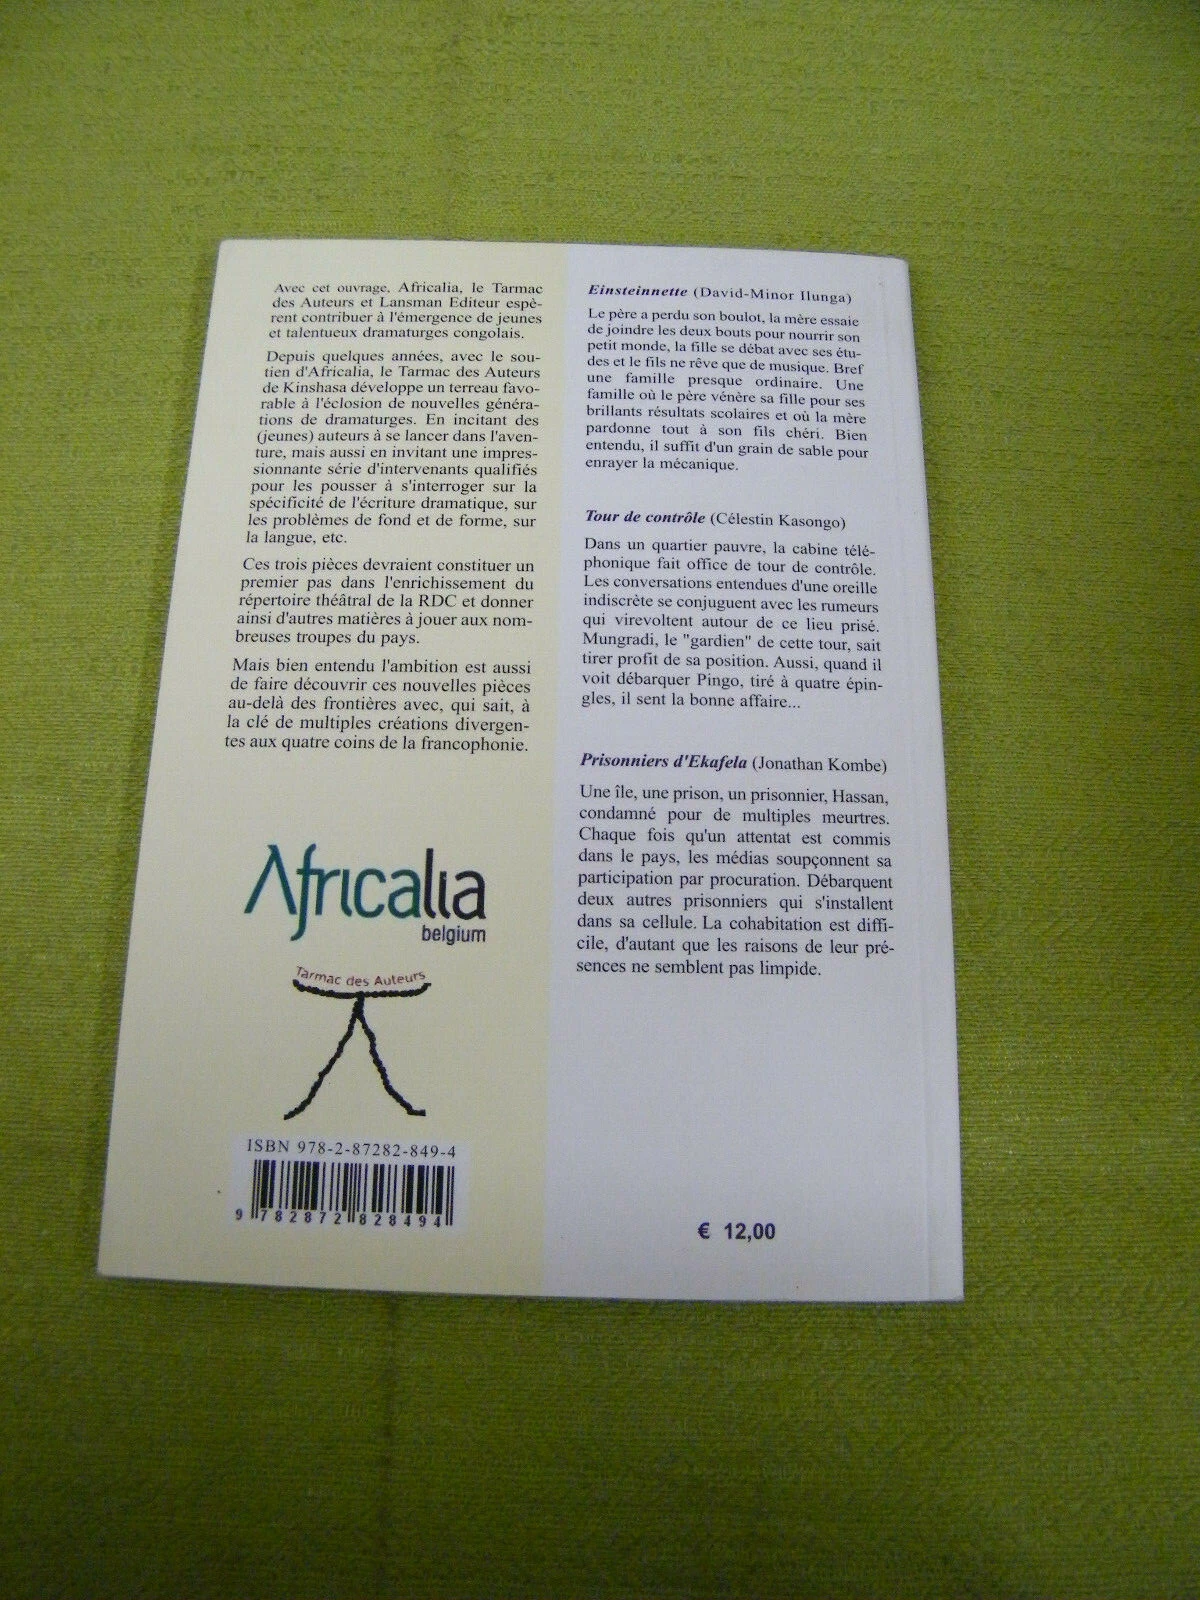 Avec cet ouvrage, Africalia, le Tarmac
des Auteurs et Lansman Editeur espè-
rent contribuer à l'émergence de jeunes
et talentueux dramaturges congolais.
Depuis quelques années, avec le sou-
tien d'Africalia, le Tarmac des Auteurs
de Kinshasa développe un terreau favo-
rable à l'éclosion de nouvelles généra-
tions de dramaturges. En incitant des
(jeunes) auteurs à se lancer dans l'aven-
ture, mais aussi en invitant une impres-
sionnante série d'intervenants qualifiés
pour les pousser à s'interroger sur la
spécificité de l'écriture dramatique, sur
les problèmes de fond et de forme, sur
la langue, etc.
Ces trois pièces devraient constituer un
premier pas dans l'enrichissement du
répertoire théâtral de la RDC et donner
ainsi d'autres matières à jouer aux nom-
breuses troupes du pays.
Mais bien entendu l'ambition est aussi
de faire découvrir ces nouvelles pièces
au-delà des frontières avec, qui sait, à
la clé de multiples créations divergen-
tes aux quatre coins de la francophonie.
Africalia
belgium
Tarmac des Auteurs
ISBN 978-2-87282-849-4
9 782872 828494
Einsteinnette (David-Minor Ilunga)
Le père a perdu son boulot, la mère essaie
de joindre les deux bouts pour nourrir son
petit monde, la fille se débat avec ses étu-
des et le fils ne rêve que de musique. Bref
une famille presque ordinaire. Une
famille où le père vénère sa fille pour ses
brillants résultats scolaires et où la mère
pardonne tout à son fils chéri. Bien
entendu, il suffit d'un grain de sable pour
enrayer la mécanique.
Tour de contrôle (Célestin Kasongo)
Dans un quartier pauvre, la cabine télé-
phonique fait office de tour de contrôle.
Les conversations entendues d'une oreille
indiscrète se conjuguent avec les rumeurs
qui virevoltent autour de ce lieu prisé.
Mungradi, le "gardien" de cette tour, sait
tirer profit de sa position. Aussi, quand il
voit débarquer Pingo, tiré à quatre épin-
gles, il sent la bonne affaire...
Prisonniers d'Ekafela (Jonathan Kombe)
Une île, une prison, un prisonnier, Hassan,
condamné pour de multiples meurtres.
Chaque fois qu'un attentat est commis
dans le pays, les médias soupçonnent sa
participation par procuration. Débarquent
deux autres prisonniers qui s'installent
dans sa cellule. La cohabitation est diffi-
cile, d'autant que les raisons de leur pré-
sences ne semblent pas limpide.
€ 12,00